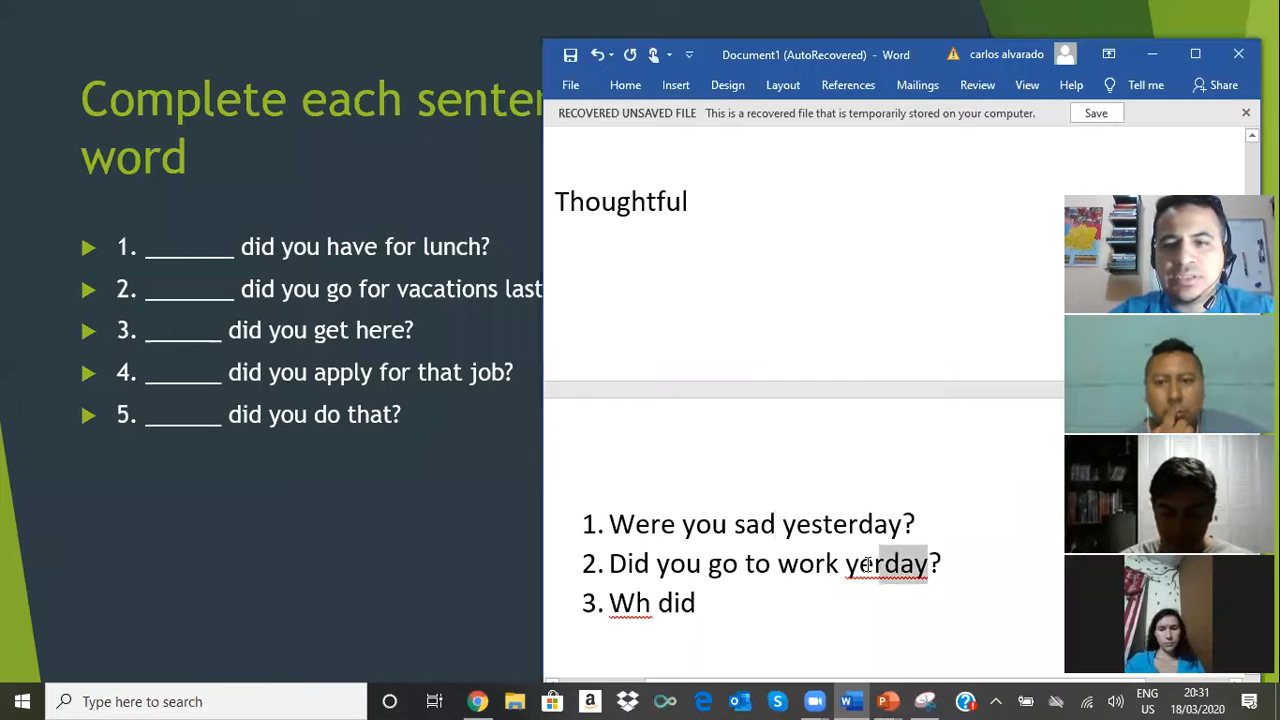 Complete each senten
word
1. _______ did you have for lunch?
2. _______ did you go for vacations last
3. ______ did you get here?
4. ______ did you apply for that job?
5. ______ did you do that?
Document1 (AutoRecovered) - Word
carlos alvarado
File Home Insert Design Layout References Mailings Review View Help Tell me Share
RECOVERED UNSAVED FILE This is a recovered file that is temporarily stored on your computer. Save
Thoughtful
1. Were you sad yesterday?
2. Did you go to work yerday?
3. Wh did
Type here to search
ENG 20:31
US 18/03/2020